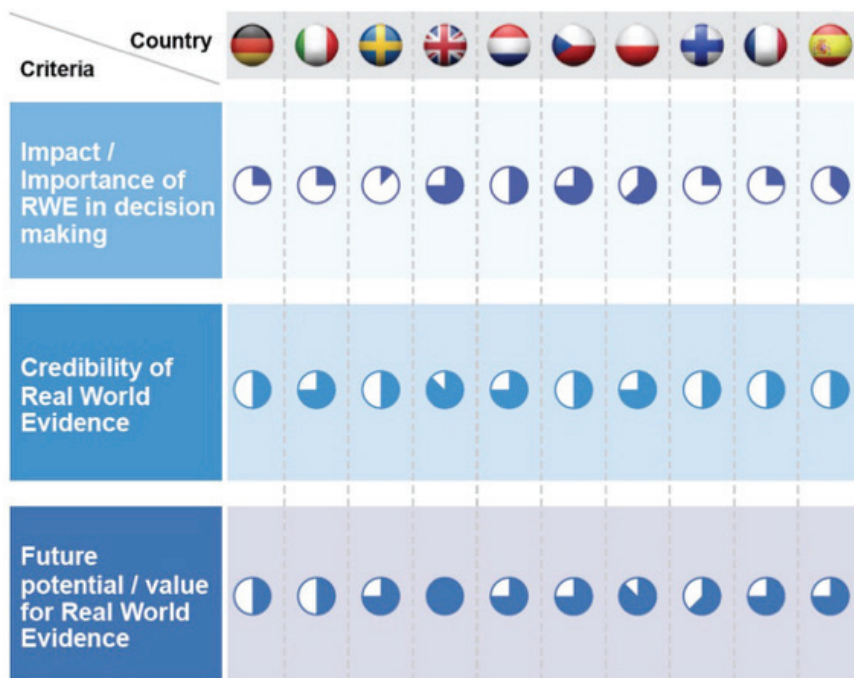 Country
Criteria
Impact /
Importance of
RWE in decision
making
Credibility of
Real World
Evidence
Future
potential / value
for Real World
Evidence